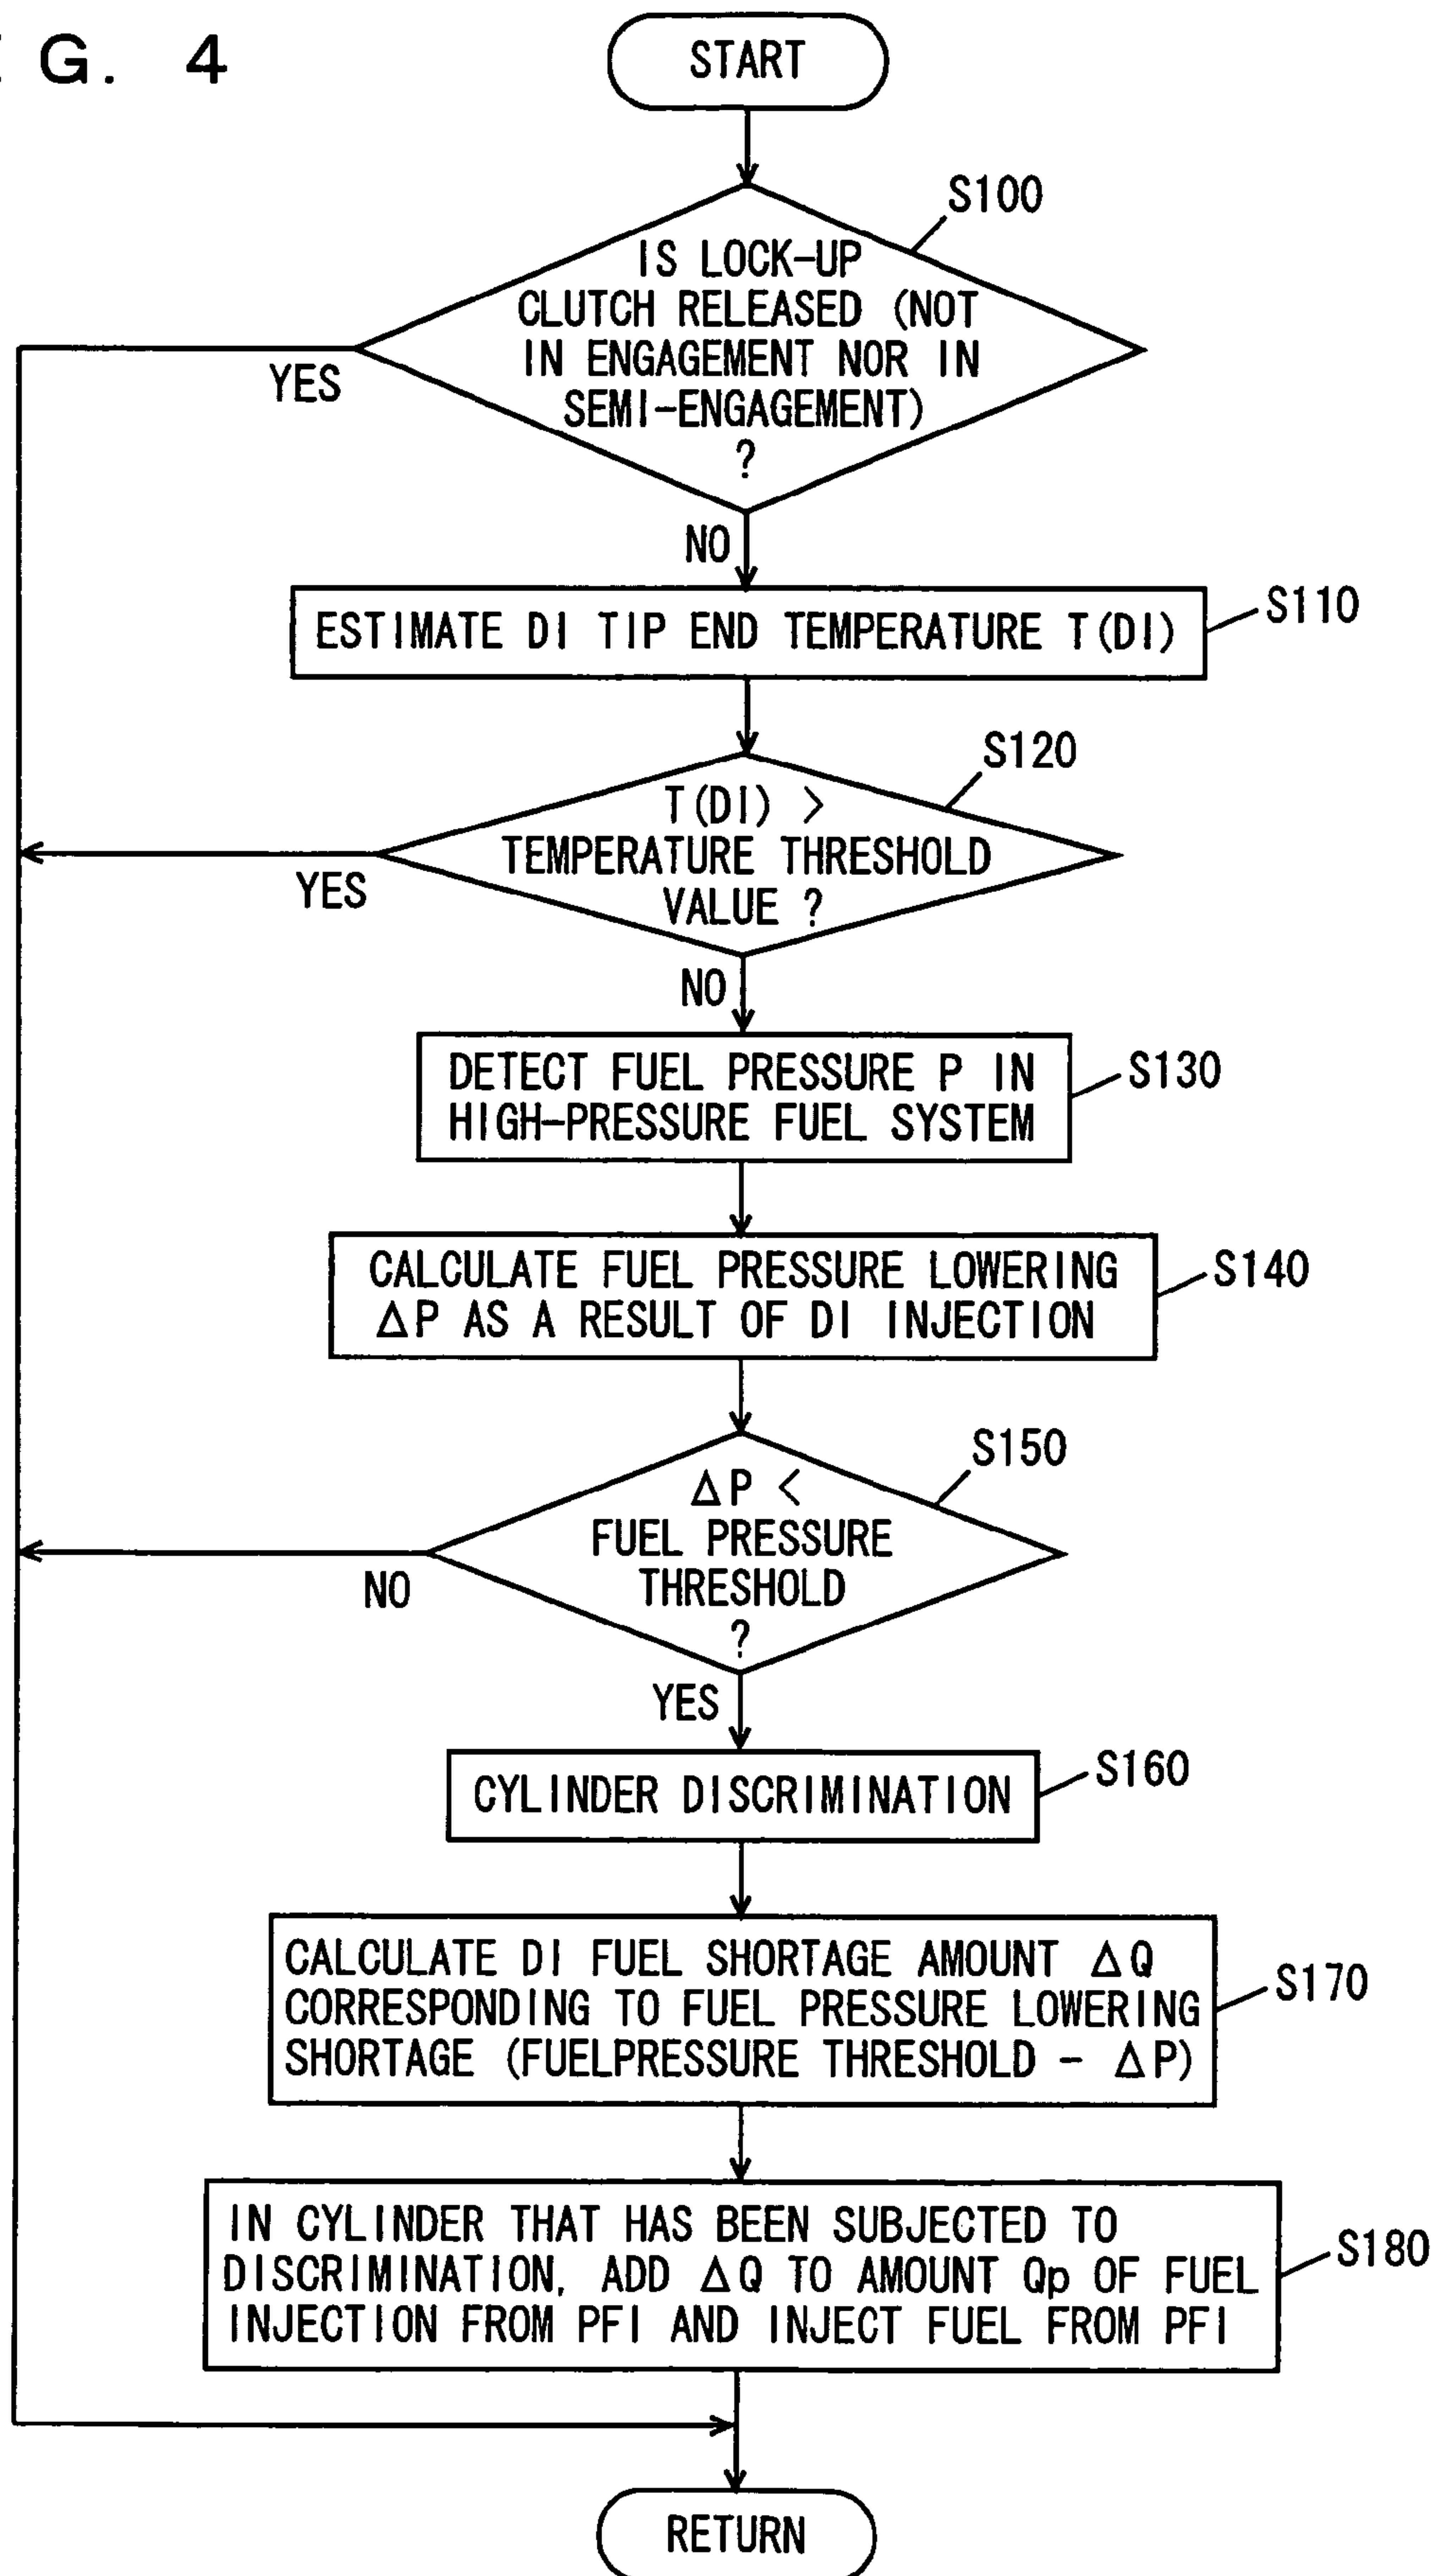 G. 4
START
S100
IS LOCK-UP
CLUTCH RELEASED (NOT
IN ENGAGEMENT NOR IN
SEMI-ENGAGEMENT)
?
YES
NO
ESTIMATE DI TIP END TEMPERATURE T(DI)
S110
S120
T(DI) >
TEMPERATURE THRESHOLD
VALUE ?
YES
NO
DETECT FUEL PRESSURE P IN
HIGH-PRESSURE FUEL SYSTEM
S130
CALCULATE FUEL PRESSURE LOWERING
ΔP AS A RESULT OF DI INJECTION
S140
S150
ΔP <
FUEL PRESSURE
THRESHOLD
?
NO
YES
CYLINDER DISCRIMINATION
S160
CALCULATE DI FUEL SHORTAGE AMOUNT ΔQ
CORRESPONDING TO FUEL PRESSURE LOWERING
SHORTAGE (FUELPRESSURE THRESHOLD - ΔP)
S170
IN CYLINDER THAT HAS BEEN SUBJECTED TO
DISCRIMINATION, ADD ΔQ TO AMOUNT Qp OF FUEL
INJECTION FROM PFI AND INJECT FUEL FROM PFI
S180
RETURN